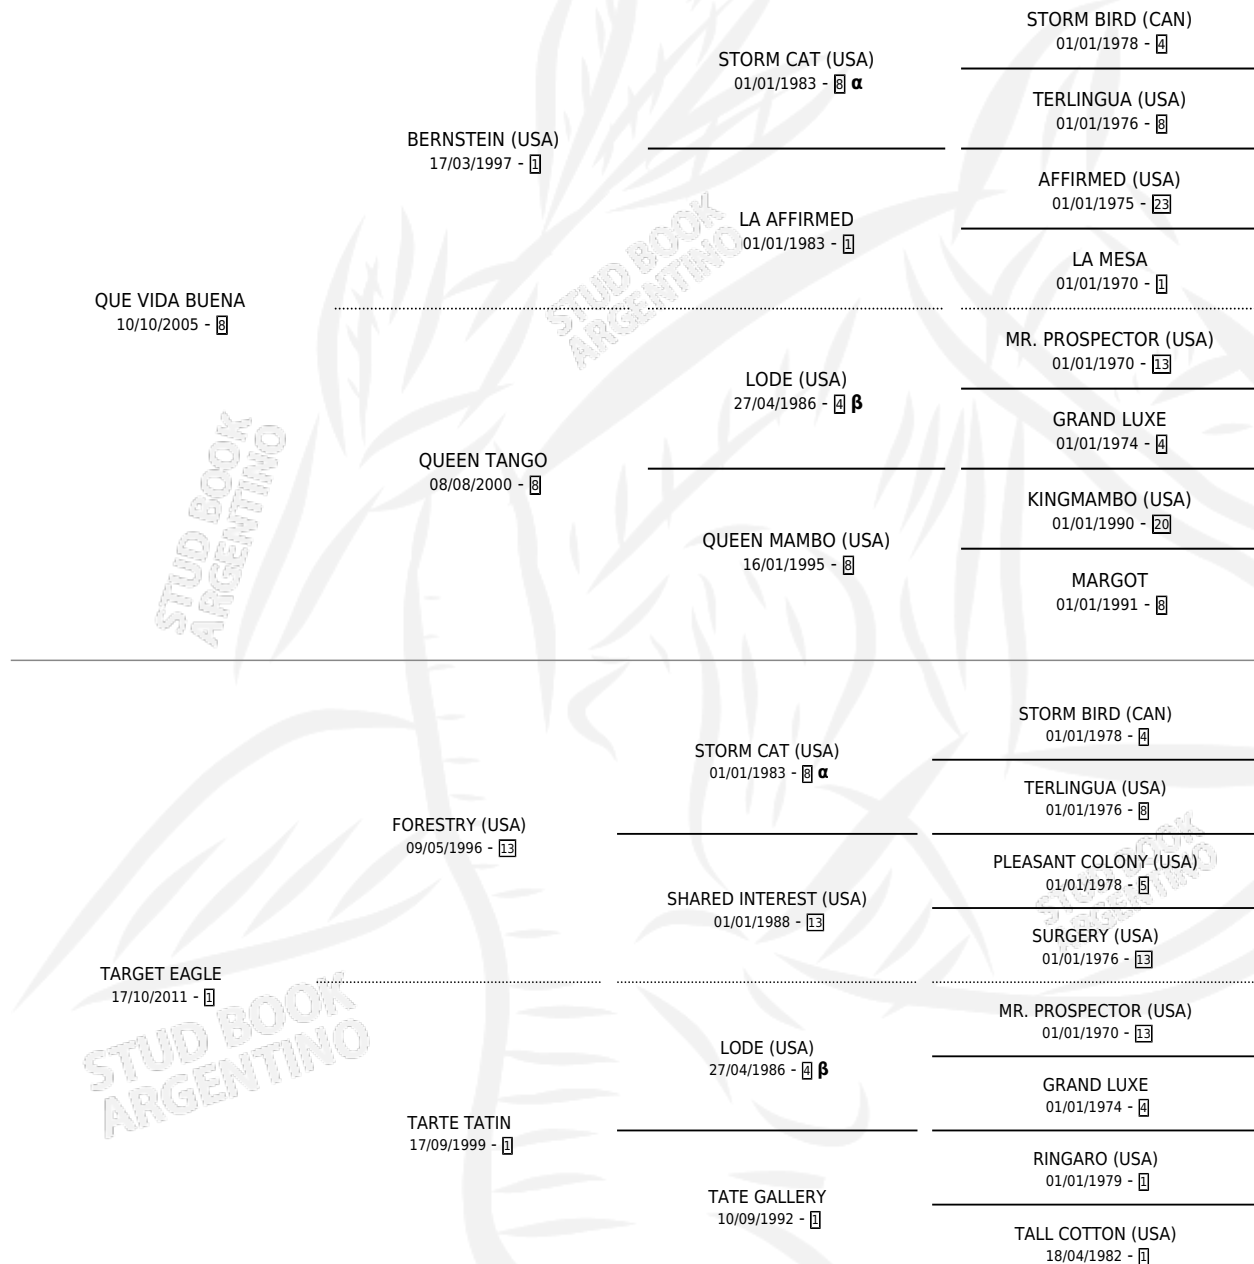 STORM BIRD (CAN)
01/01/1978 - 4
STORM CAT (USA)
01/01/1983 - 8 α
TERLINGUA (USA)
01/01/1976 - 8
BERNSTEIN (USA)
17/03/1997 - 1
AFFIRMED (USA)
01/01/1975 - 23
LA AFFIRMED
01/01/1983 - 1
LA MESA
01/01/1970 - 1
STUD BOOK
ARGENTINO
QUE VIDA BUENA
10/10/2005 - 8
MR. PROSPECTOR (USA)
01/01/1970 - 13
LODE (USA)
27/04/1986 - 4 β
GRAND LUXE
01/01/1974 - 4
QUEEN TANGO
08/08/2000 - 8
KINGMAMBO (USA)
01/01/1990 - 20
QUEEN MAMBO (USA)
16/01/1995 - 8
MARGOT
01/01/1991 - 8
STUD BOOK
ARGENTINO
STORM BIRD (CAN)
01/01/1978 - 4
STORM CAT (USA)
01/01/1983 - 8 α
TERLINGUA (USA)
01/01/1976 - 8
FORESTRY (USA)
09/05/1996 - 13
PLEASANT COLONY (USA)
01/01/1978 - 5
SHARED INTEREST (USA)
01/01/1988 - 13
SURGERY (USA)
01/01/1976 - 13
STUD BOOK
ARGENTINO
TARGET EAGLE
17/10/2011 - 1
STUD BOOK
ARGENTINO
MR. PROSPECTOR (USA)
01/01/1970 - 13
LODE (USA)
27/04/1986 - 4 β
GRAND LUXE
01/01/1974 - 4
TARTE TATIN
17/09/1999 - 1
RINGARO (USA)
01/01/1979 - 1
TATE GALLERY
10/09/1992 - 1
TALL COTTON (USA)
18/04/1982 - 1